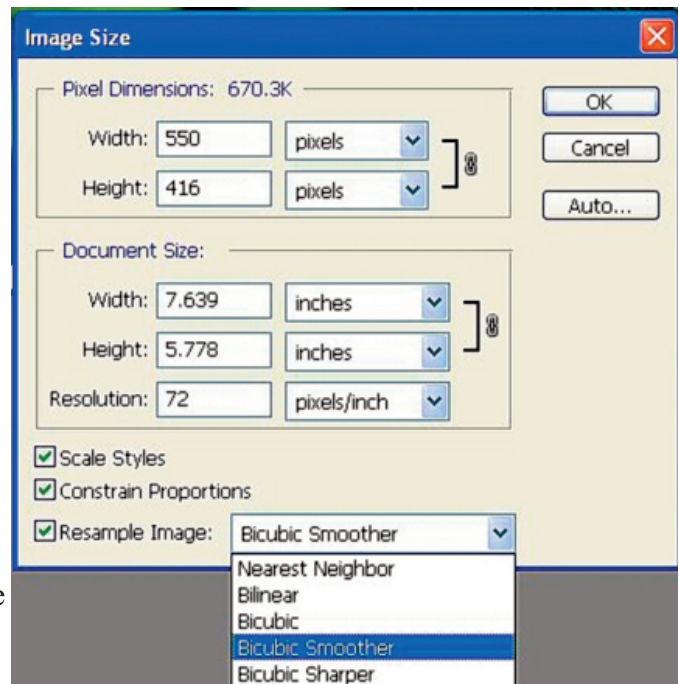 Image Size
Pixel Dimensions: 670.3K
OK
Width: 550 pixels
Cancel
Height: 416 pixels
Auto...
Document Size:
Width: 7.639 inches
Height: 5.778 inches
Resolution: 72 pixels/inch
Scale Styles
Constrain Proportions
Resample Image: Bicubic Smoother
Nearest Neighbor
e
Bilinear
Bicubic
Bicubic Smoother
Bicubic Sharper